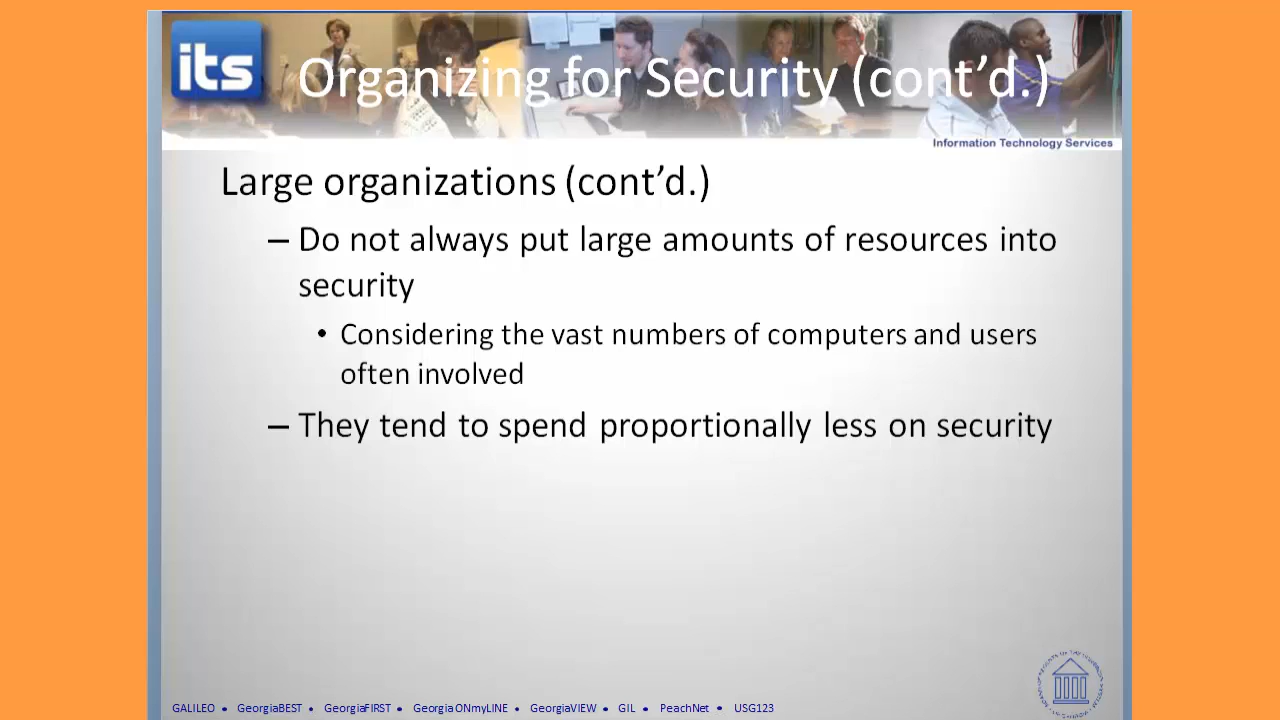 its
Organizing for Security (cont’d.)
Information Technology Services
Large organizations (cont’d.)
– Do not always put large amounts of resources into
security
• Considering the vast numbers of computers and users
often involved
– They tend to spend proportionally less on security
GALILEO • GeorgiaBEST • GeorgiaFIRST • Georgia ONmyLINE • GeorgiaVIEW • GIL • PeachNet • USG123